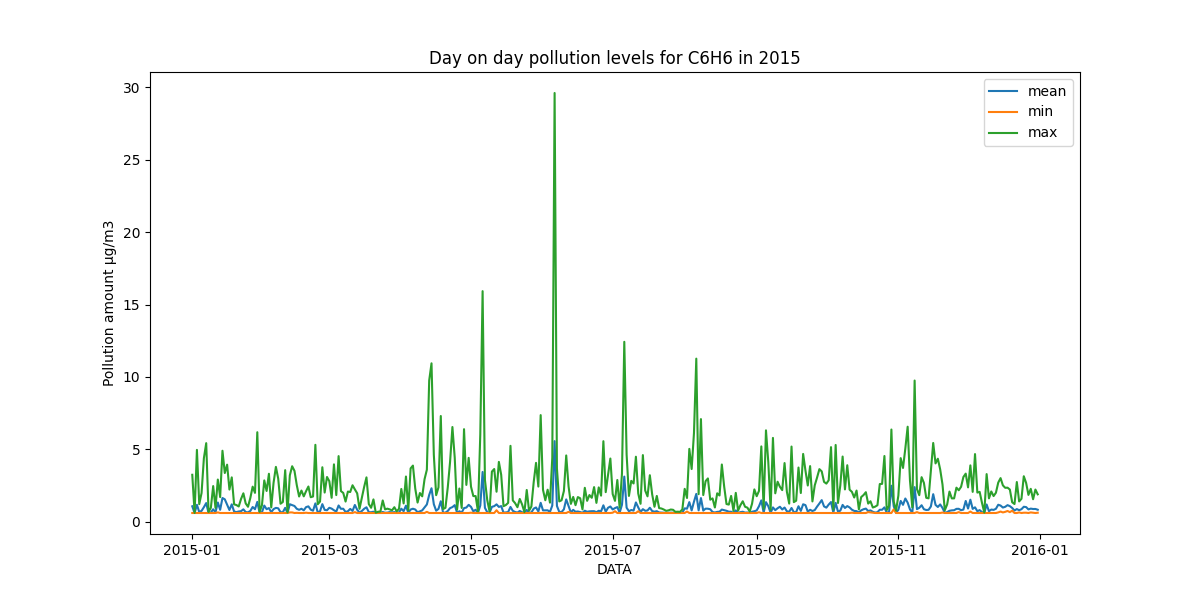 Day on day pollution levels for C6H6 in 2015
mean
min
max
Pollution amount µg/m3
30
25
20
15
10
5
0
2015-01
2015-03
2015-05
2015-07
2015-09
2015-11
2016-01
DATA